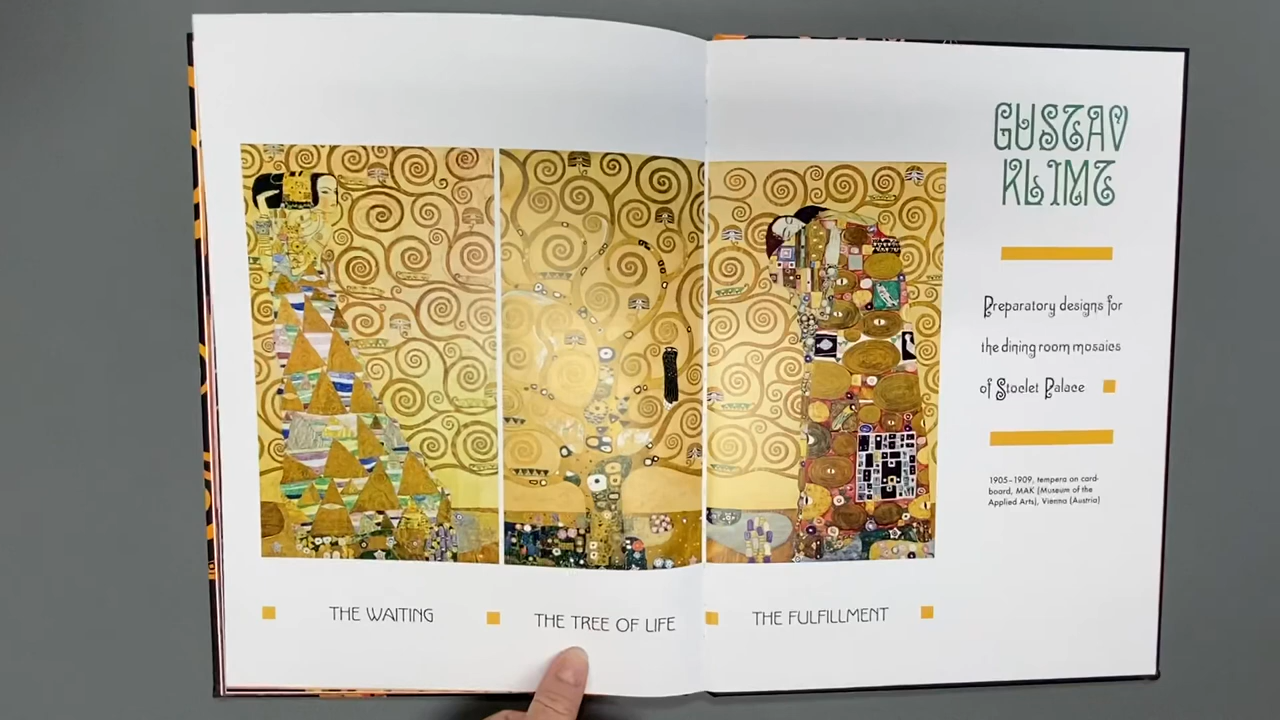 GUSTAV
KLIMT
Preparatory designs for
the dining room mosaics
of Stoclet Palace
1905–1909, tempera on card-
board, MAK (Museum of the
Applied Arts), Vienna (Austria)
THE WAITING
THE TREE OF LIFE
THE FULFILLMENT